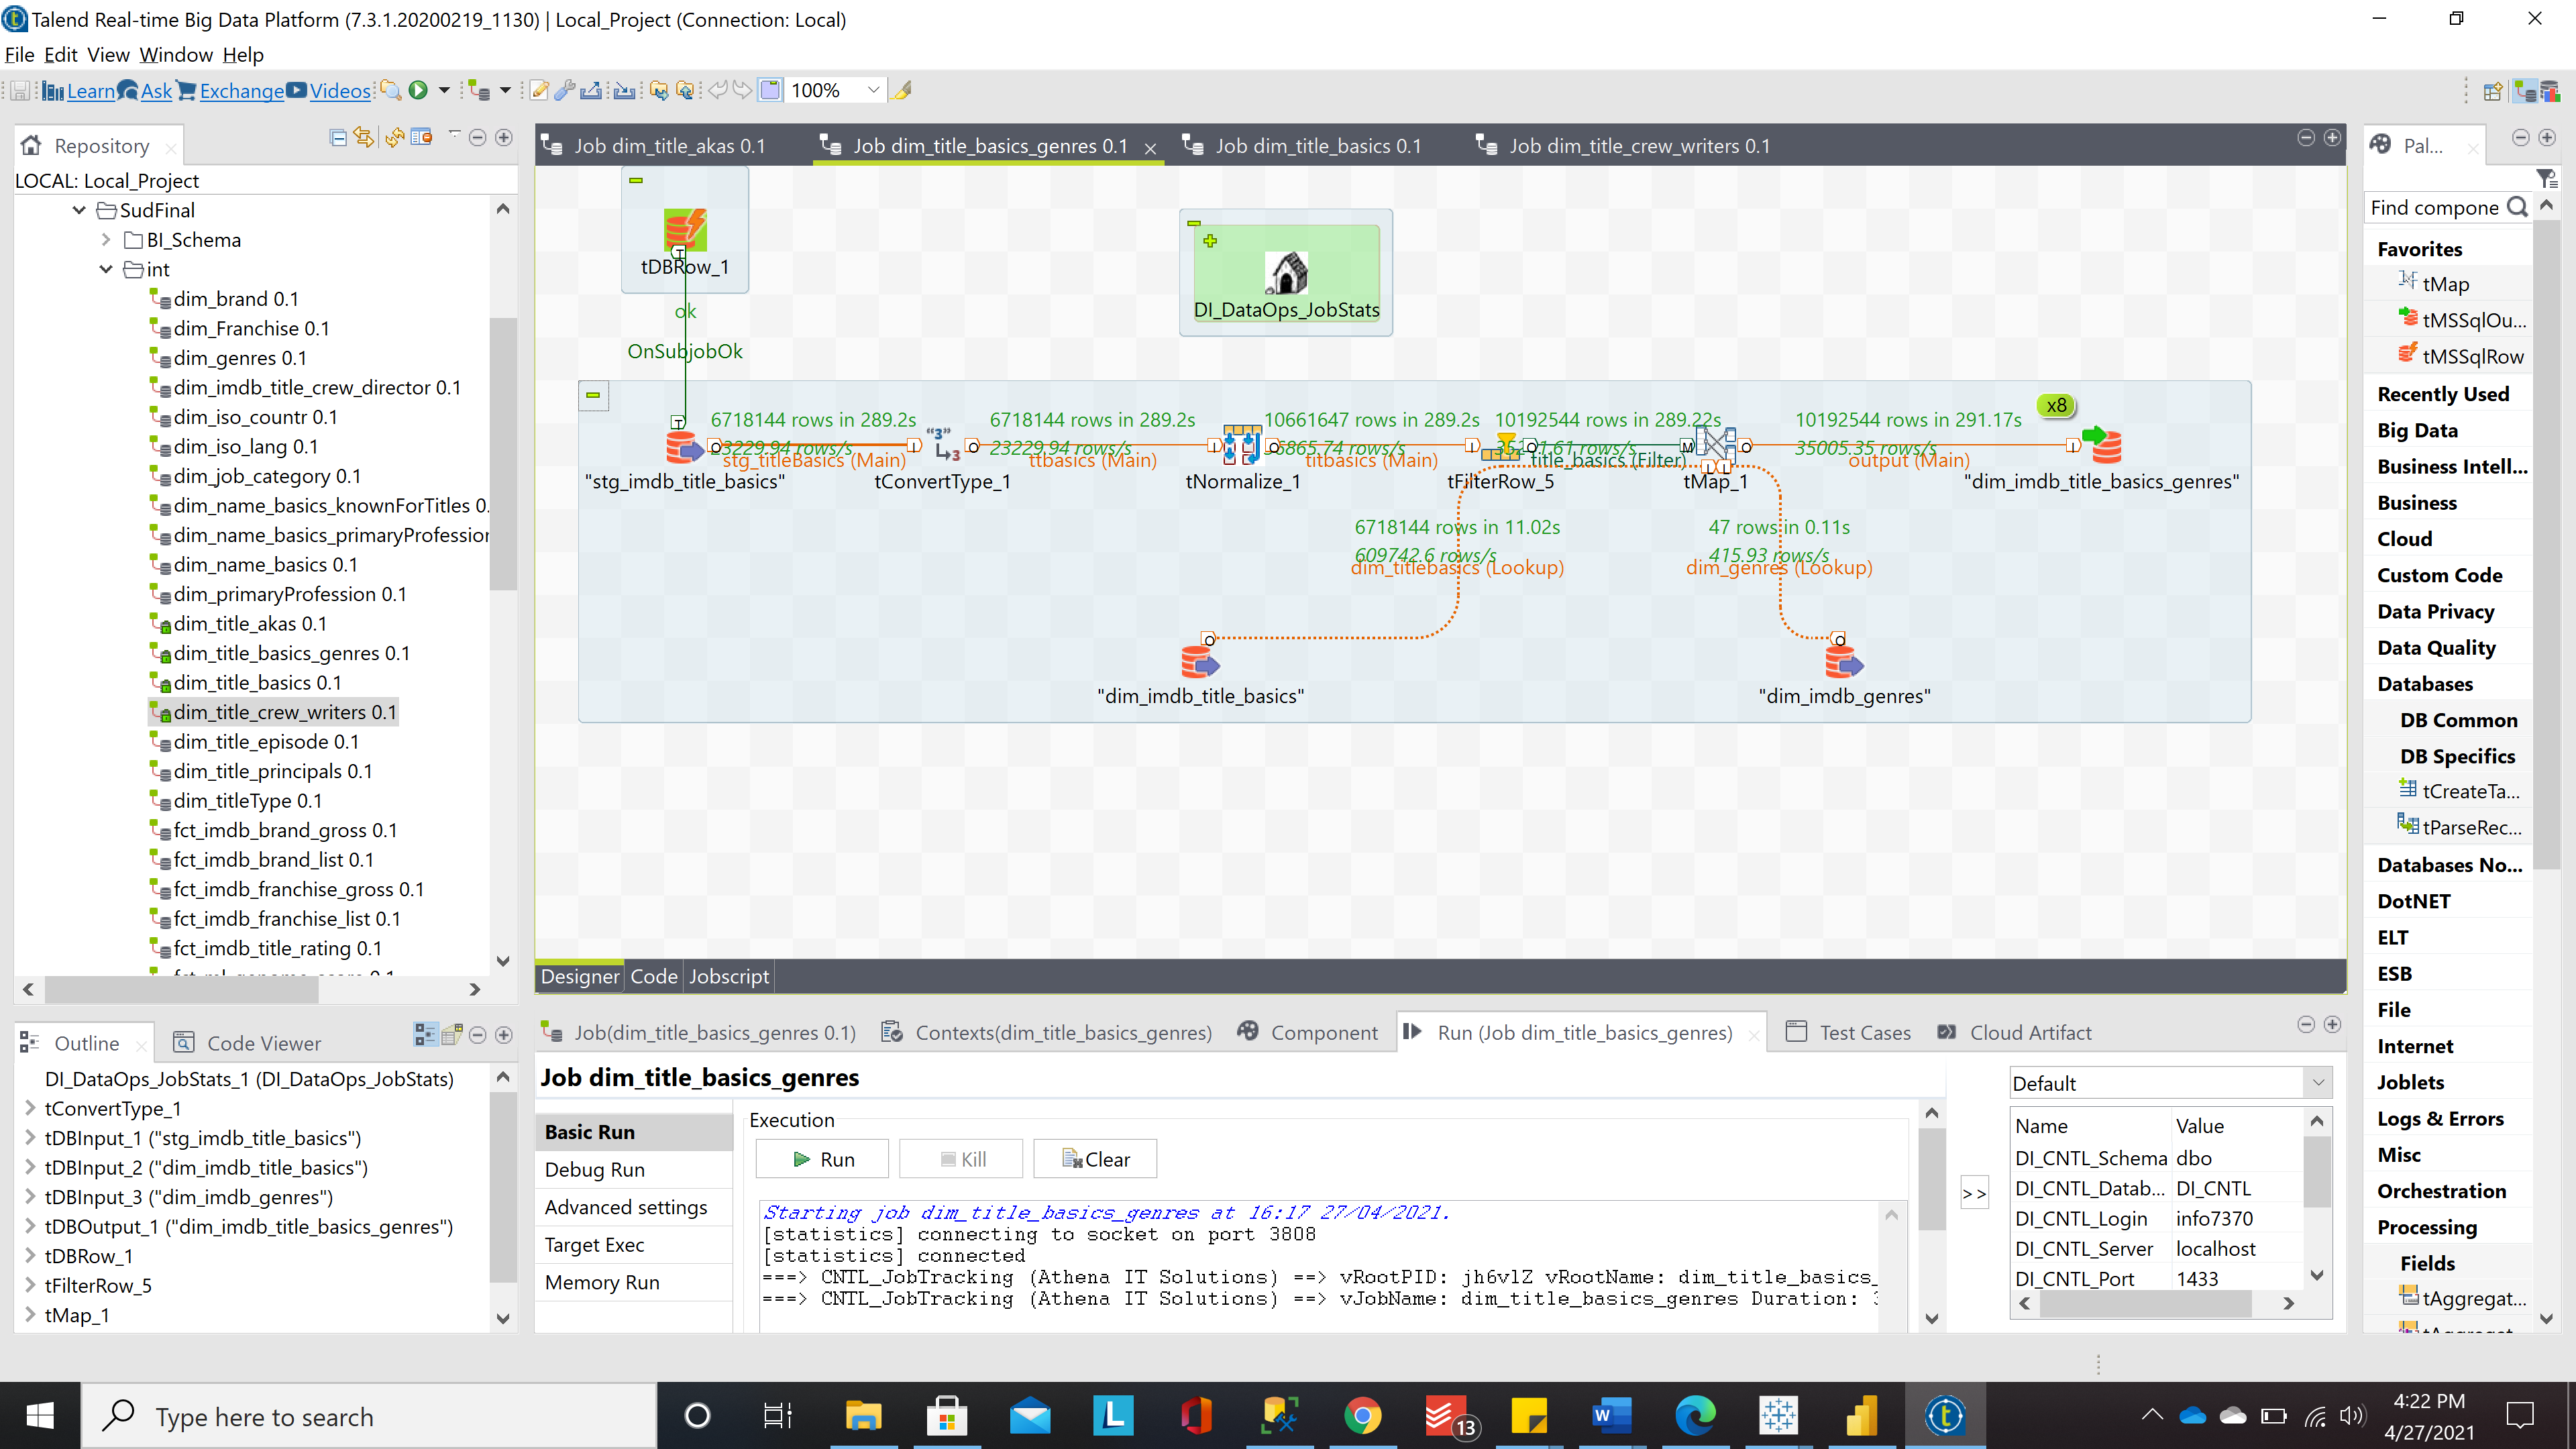 Talend Real-time Big Data Platform (7.3.1.20200219_1130) | Local_Project (Connection: Local)
File Edit View Window Help
Learn Ask Exchange Videos 100%
Repository
LOCAL: Local_Project
SudFinal
BI_Schema
int
dim_brand 0.1
dim_Franchise 0.1
dim_genres 0.1
dim_imdb_title_crew_director 0.1
dim_iso_countr 0.1
dim_iso_lang 0.1
dim_job_category 0.1
dim_name_basics_knownForTitles 0.
dim_name_basics_primaryProfession
dim_name_basics 0.1
dim_primaryProfession 0.1
dim_title_akas 0.1
dim_title_basics_genres 0.1
dim_title_basics 0.1
dim_title_crew_writers 0.1
dim_title_episode 0.1
dim_title_principals 0.1
dim_titleType 0.1
fct_imdb_brand_gross 0.1
fct_imdb_brand_list 0.1
fct_imdb_franchise_gross 0.1
fct_imdb_franchise_list 0.1
fct_imdb_title_rating 0.1
Job dim_title_akas 0.1
Job dim_title_basics_genres 0.1
Job dim_title_basics 0.1
Job dim_title_crew_writers 0.1
tDBRow_1
ok
OnSubjobOk
DI_DataOps_JobStats
x8
6718144 rows in 289.2s
23229.94 rows/s
stg_titleBasics (Main)
6718144 rows in 289.2s
23229.94 rows/s
ttbasics (Main)
10661647 rows in 289.2s
titbasics (Main)
10192544 rows in 289.22s
title_basics (Filter)
10192544 rows in 291.17s
35005.35 rows/s
output (Main)
"stg_imdb_title_basics"
tConvertType_1
tNormalize_1
tFilterRow_5
tMap_1
"dim_imdb_title_basics_genres"
6718144 rows in 11.02s
609742.6 rows/s
dim_titlebasics (Lookup)
47 rows in 0.11s
415.93 rows/s
dim_genres (Lookup)
"dim_imdb_title_basics"
"dim_imdb_genres"
Designer Code Jobscript
Pal...
Find compone
Favorites
tMap
tMSSqlOu...
tMSSqlRow
Recently Used
Big Data
Business Intell...
Business
Cloud
Custom Code
Data Privacy
Data Quality
Databases
DB Common
DB Specifics
tCreateTa...
tParseRec...
Databases No...
DotNET
ELT
ESB
File
Internet
Joblets
Logs & Errors
Misc
Orchestration
Processing
Fields
tAggregat...
Outline
Code Viewer
DI_DataOps_JobStats_1 (DI_DataOps_JobStats)
tConvertType_1
tDBInput_1 ("stg_imdb_title_basics")
tDBInput_2 ("dim_imdb_title_basics")
tDBInput_3 ("dim_imdb_genres")
tDBOutput_1 ("dim_imdb_title_basics_genres")
tDBRow_1
tFilterRow_5
tMap_1
Job(dim_title_basics_genres 0.1)
Contexts(dim_title_basics_genres)
Component
Run (Job dim_title_basics_genres)
Test Cases
Cloud Artifact
Job dim_title_basics_genres
Basic Run
Debug Run
Advanced settings
Target Exec
Memory Run
Execution
Run
Kill
Clear
Starting job dim_title_basics_genres at 16:17 27/04/2021.
[statistics] connecting to socket on port 3808
[statistics] connected
===> CNTL_JobTracking (Athena IT Solutions) ==> vRootPID: jh6vlZ vRootName: dim_title_basics_
===> CNTL_JobTracking (Athena IT Solutions) ==> vJobName: dim_title_basics_genres Duration:
>>
Default
Name Value
DI_CNTL_Schema dbo
DI_CNTL_Datab... DI_CNTL
DI_CNTL_Login info7370
DI_CNTL_Server localhost
DI_CNTL_Port 1433
Type here to search
13
4:22 PM
4/27/2021